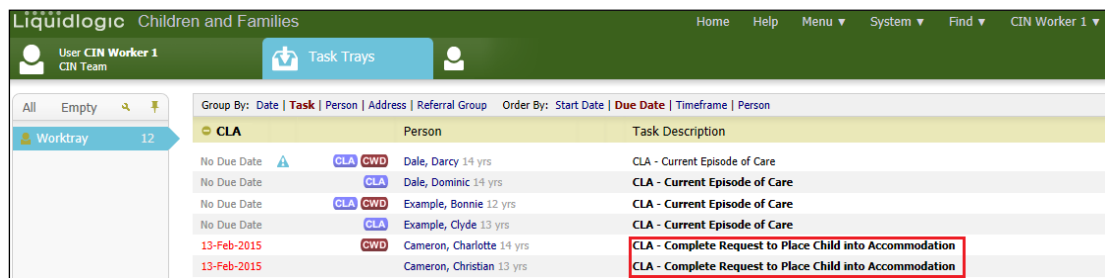 Liquidlogic Children and Families Home Help Menu ▼ System ▼ Find ▼ CIN Worker 1 ▼
User CIN Worker 1
CIN Team
Task Trays
All Empty
Worktray 12
Group By: Date | Task | Person | Address | Referral Group Order By: Start Date | Due Date | Timeframe | Person
CLA Person Task Description
No Due Date CLA CWD Dale, Darcy 14 yrs CLA - Current Episode of Care
No Due Date CLA Dale, Dominic 14 yrs CLA - Current Episode of Care
No Due Date CLA CWD Example, Bonnie 12 yrs CLA - Current Episode of Care
No Due Date CLA Example, Clyde 13 yrs CLA - Current Episode of Care
13-Feb-2015 CWD Cameron, Charlotte 14 yrs CLA - Complete Request to Place Child into Accommodation
13-Feb-2015 Cameron, Christian 13 yrs CLA - Complete Request to Place Child into Accommodation